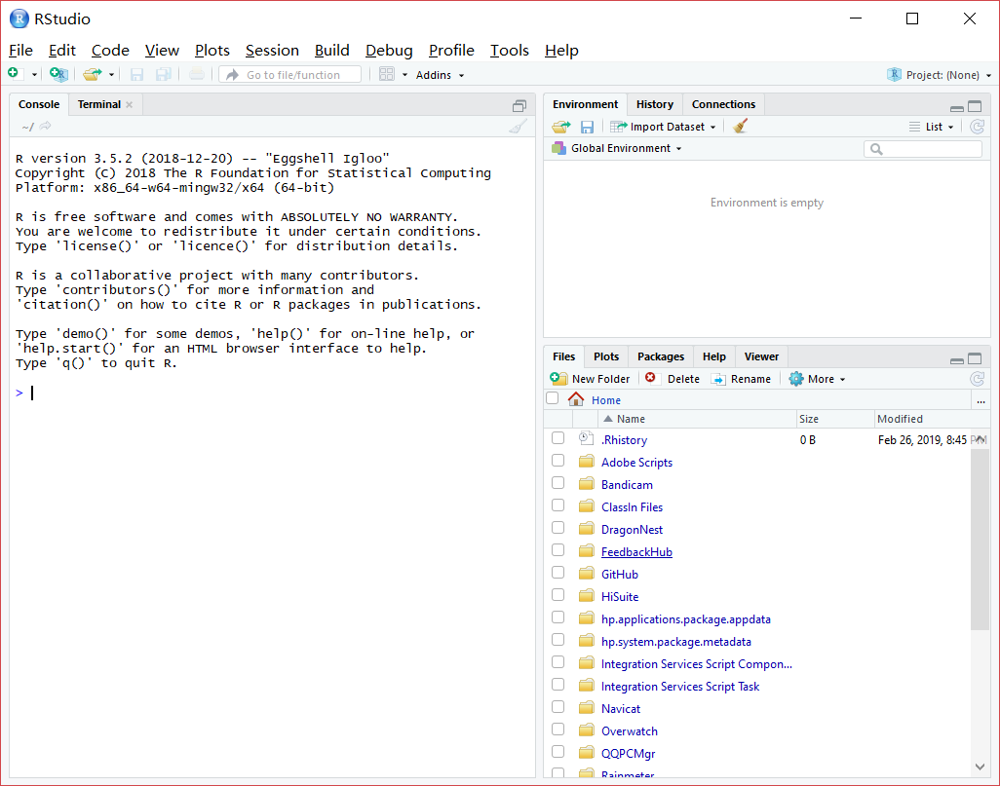 RStudio
File Edit Code View Plots Session Build Debug Profile Tools Help
Go to file/function Addins Project: (None)
Console Terminal
~/
R version 3.5.2 (2018-12-20) -- "Eggshell Igloo"
Copyright (C) 2018 The R Foundation for Statistical Computing
Platform: x86_64-w64-mingw32/x64 (64-bit)
R is free software and comes with ABSOLUTELY NO WARRANTY.
You are welcome to redistribute it under certain conditions.
Type 'license()' or 'licence()' for distribution details.
R is a collaborative project with many contributors.
Type 'contributors()' for more information and
'citation()' on how to cite R or R packages in publications.
Type 'demo()' for some demos, 'help()' for on-line help, or
'help.start()' for an HTML browser interface to help.
Type 'q()' to quit R.
>
Environment History Connections
Import Dataset List
Global Environment
Environment is empty
Files Plots Packages Help Viewer
New Folder Delete Rename More
Home ...
Name Size Modified
.Rhistory 0 B Feb 26, 2019, 8:45 PM
Adobe Scripts
Bandicam
ClassIn Files
DragonNest
FeedbackHub
GitHub
HiSuite
hp.applications.package.appdata
hp.system.package.metadata
Integration Services Script Compon...
Integration Services Script Task
Navicat
Overwatch
QQPCMgr
Rainmeter